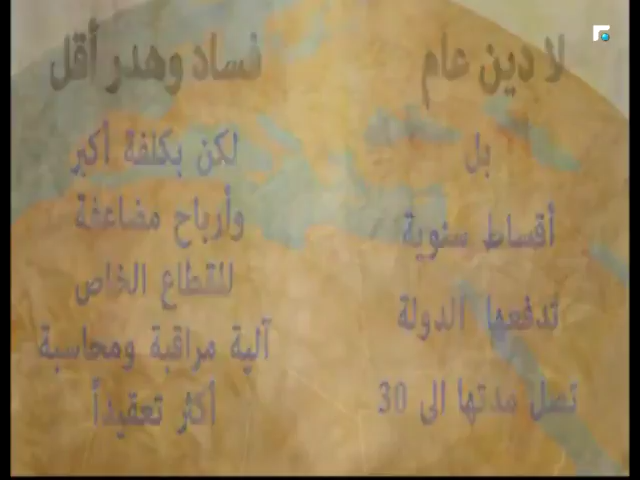 لا دين عام
بل
أقساط سنوية
تدفعها الدولة
تصل مدتها الى 30
فساد وهدر أقل
لكن بكلفة أكبر
وأرباح مضاعفة
للقطاع الخاص
آلية مراقبة ومحاسبة
أكثر تعقيداً